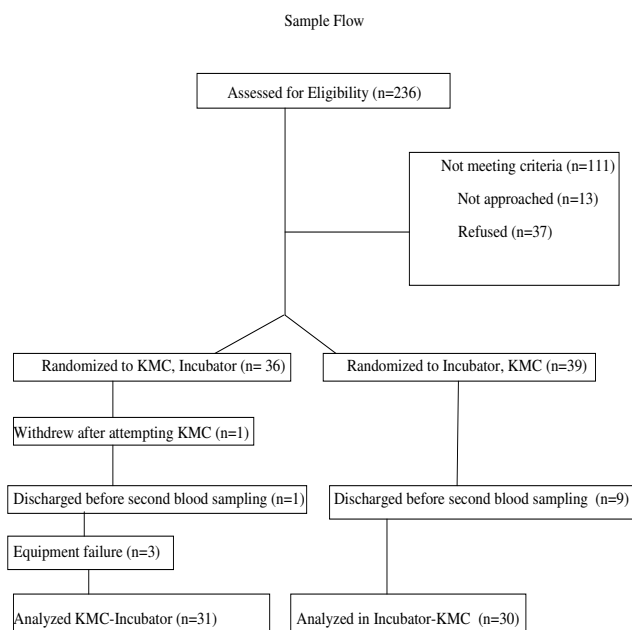 Sample Flow
Assessed for Eligibility (n=236)
Not meeting criteria (n=111)
Not approached (n=13)
Refused (n=37)
Randomized to KMC, Incubator (n= 36)
Randomized to Incubator, KMC (n=39)
Withdrew after attempting KMC (n=1)
Discharged before second blood sampling (n=1)
Discharged before second blood sampling (n=9)
Equipment failure (n=3)
Analyzed KMC-Incubator (n=31)
Analyzed in Incubator-KMC (n=30)